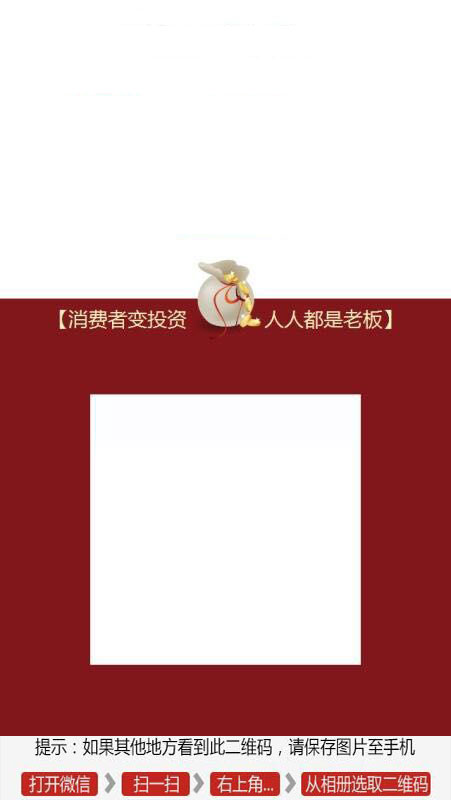 【消费者变投资 人人都是老板】
提示：如果其他地方看到此二维码，请保存图片至手机
打开微信 扫一扫 右上角... 从相册选取二维码